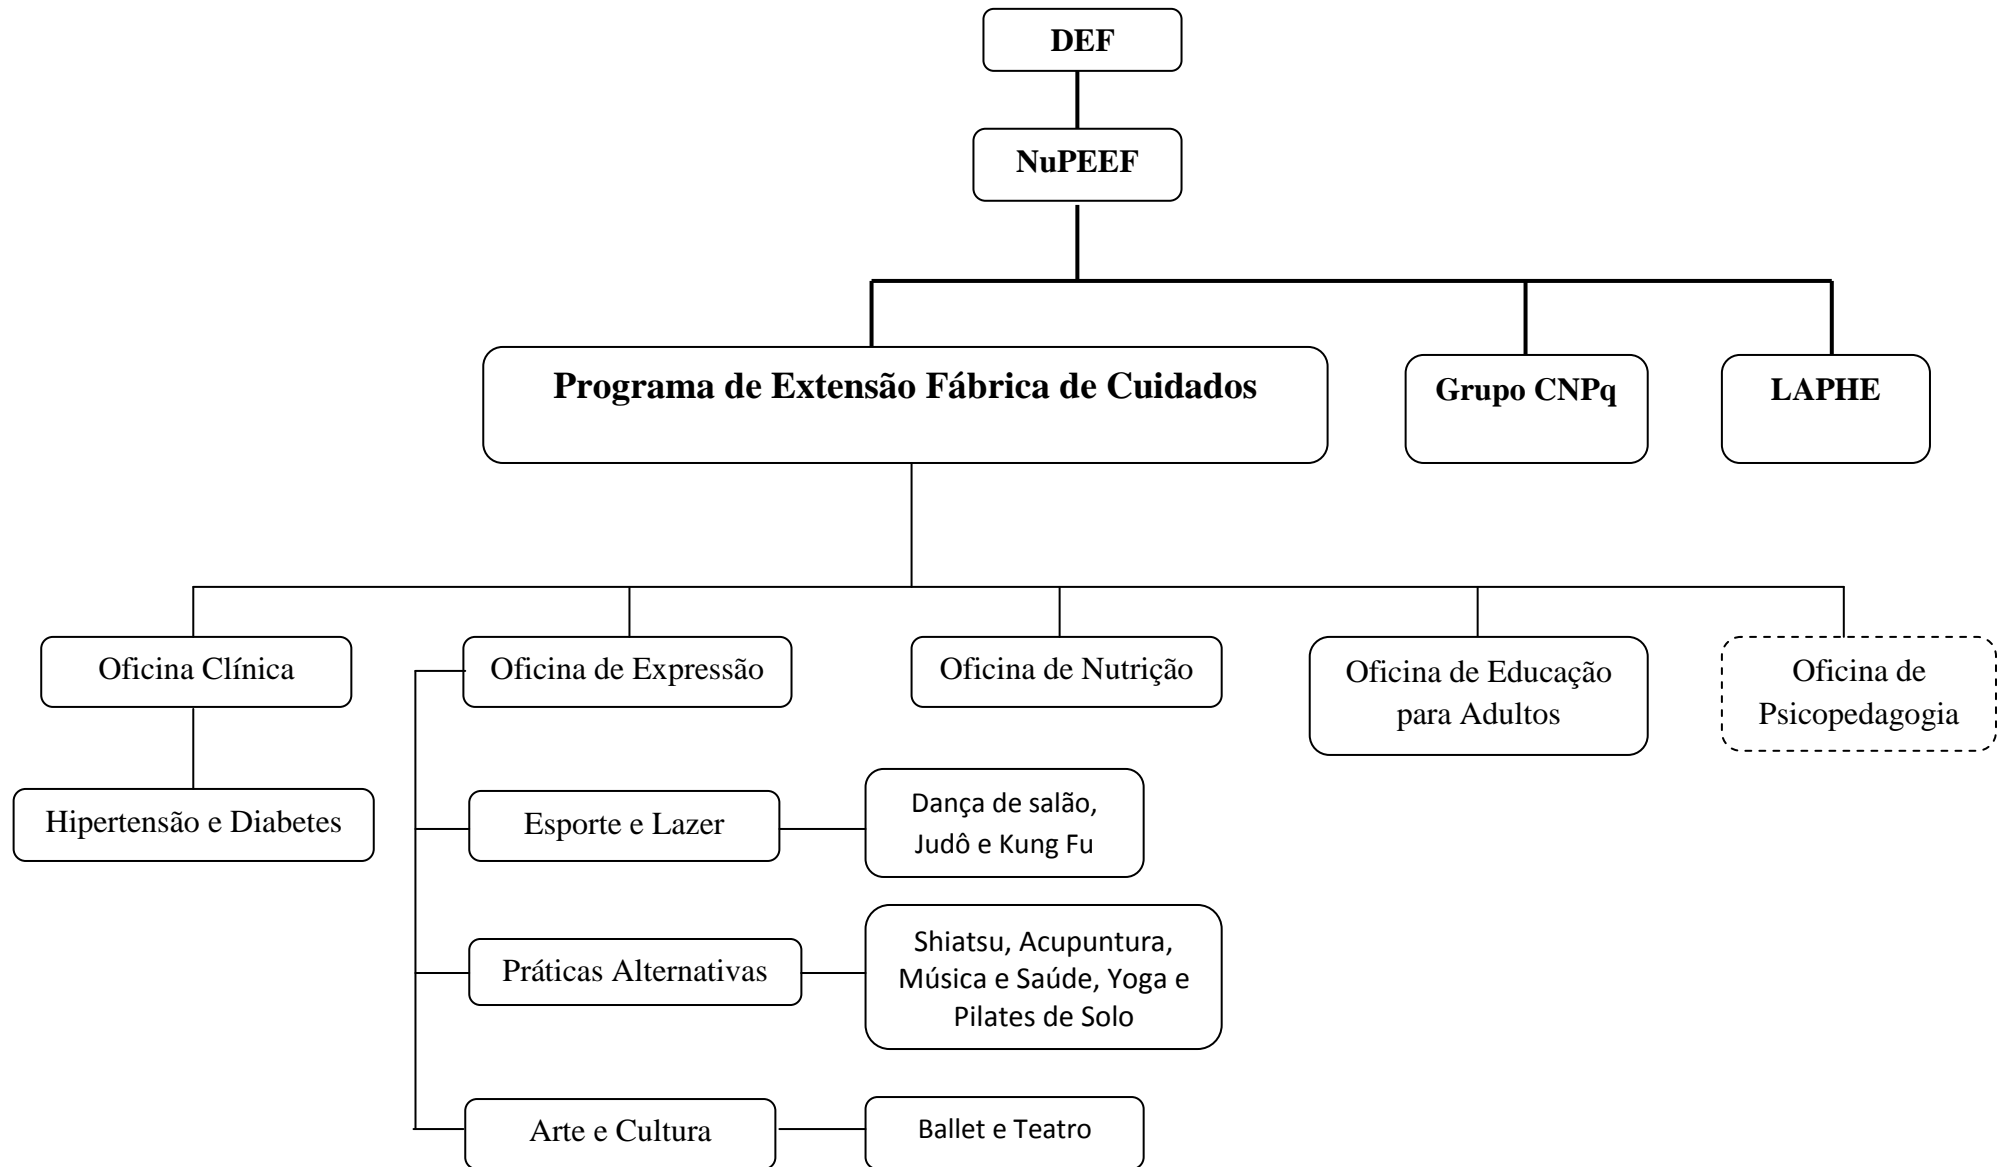 DEF
NuPEEF
Programa de Extensão Fábrica de Cuidados
Grupo CNPq
LAPHE
Oficina Clínica
Oficina de Expressão
Oficina de Nutrição
Oficina de Educação
para Adultos
Oficina de
Psicopedagogia
Hipertensão e Diabetes
Esporte e Lazer
Dança de salão,
Judô e Kung Fu
Práticas Alternativas
Shiatsu, Acupuntura,
Música e Saúde, Yoga e
Pilates de Solo
Arte e Cultura
Ballet e Teatro